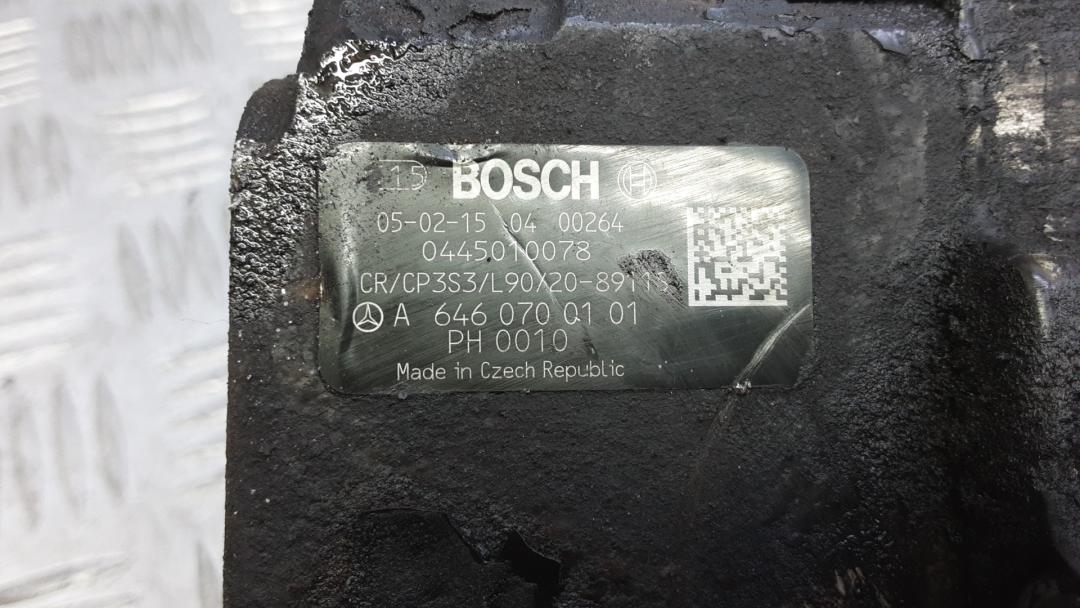 15 BOSCH
05-02-15 04 00264
0445010078
CR/CP3S3/L90/20-89
A 646 070 01 01
PH 0010
Made in Czech Republic